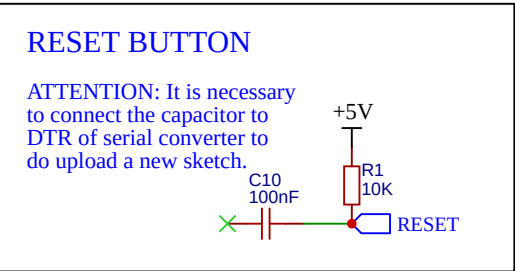 RESET BUTTON
ATTENTION: It is necessary
to connect the capacitor to
DTR of serial converter to
do upload a new sketch.
+5V
R1
10K
C10
100nF
RESET